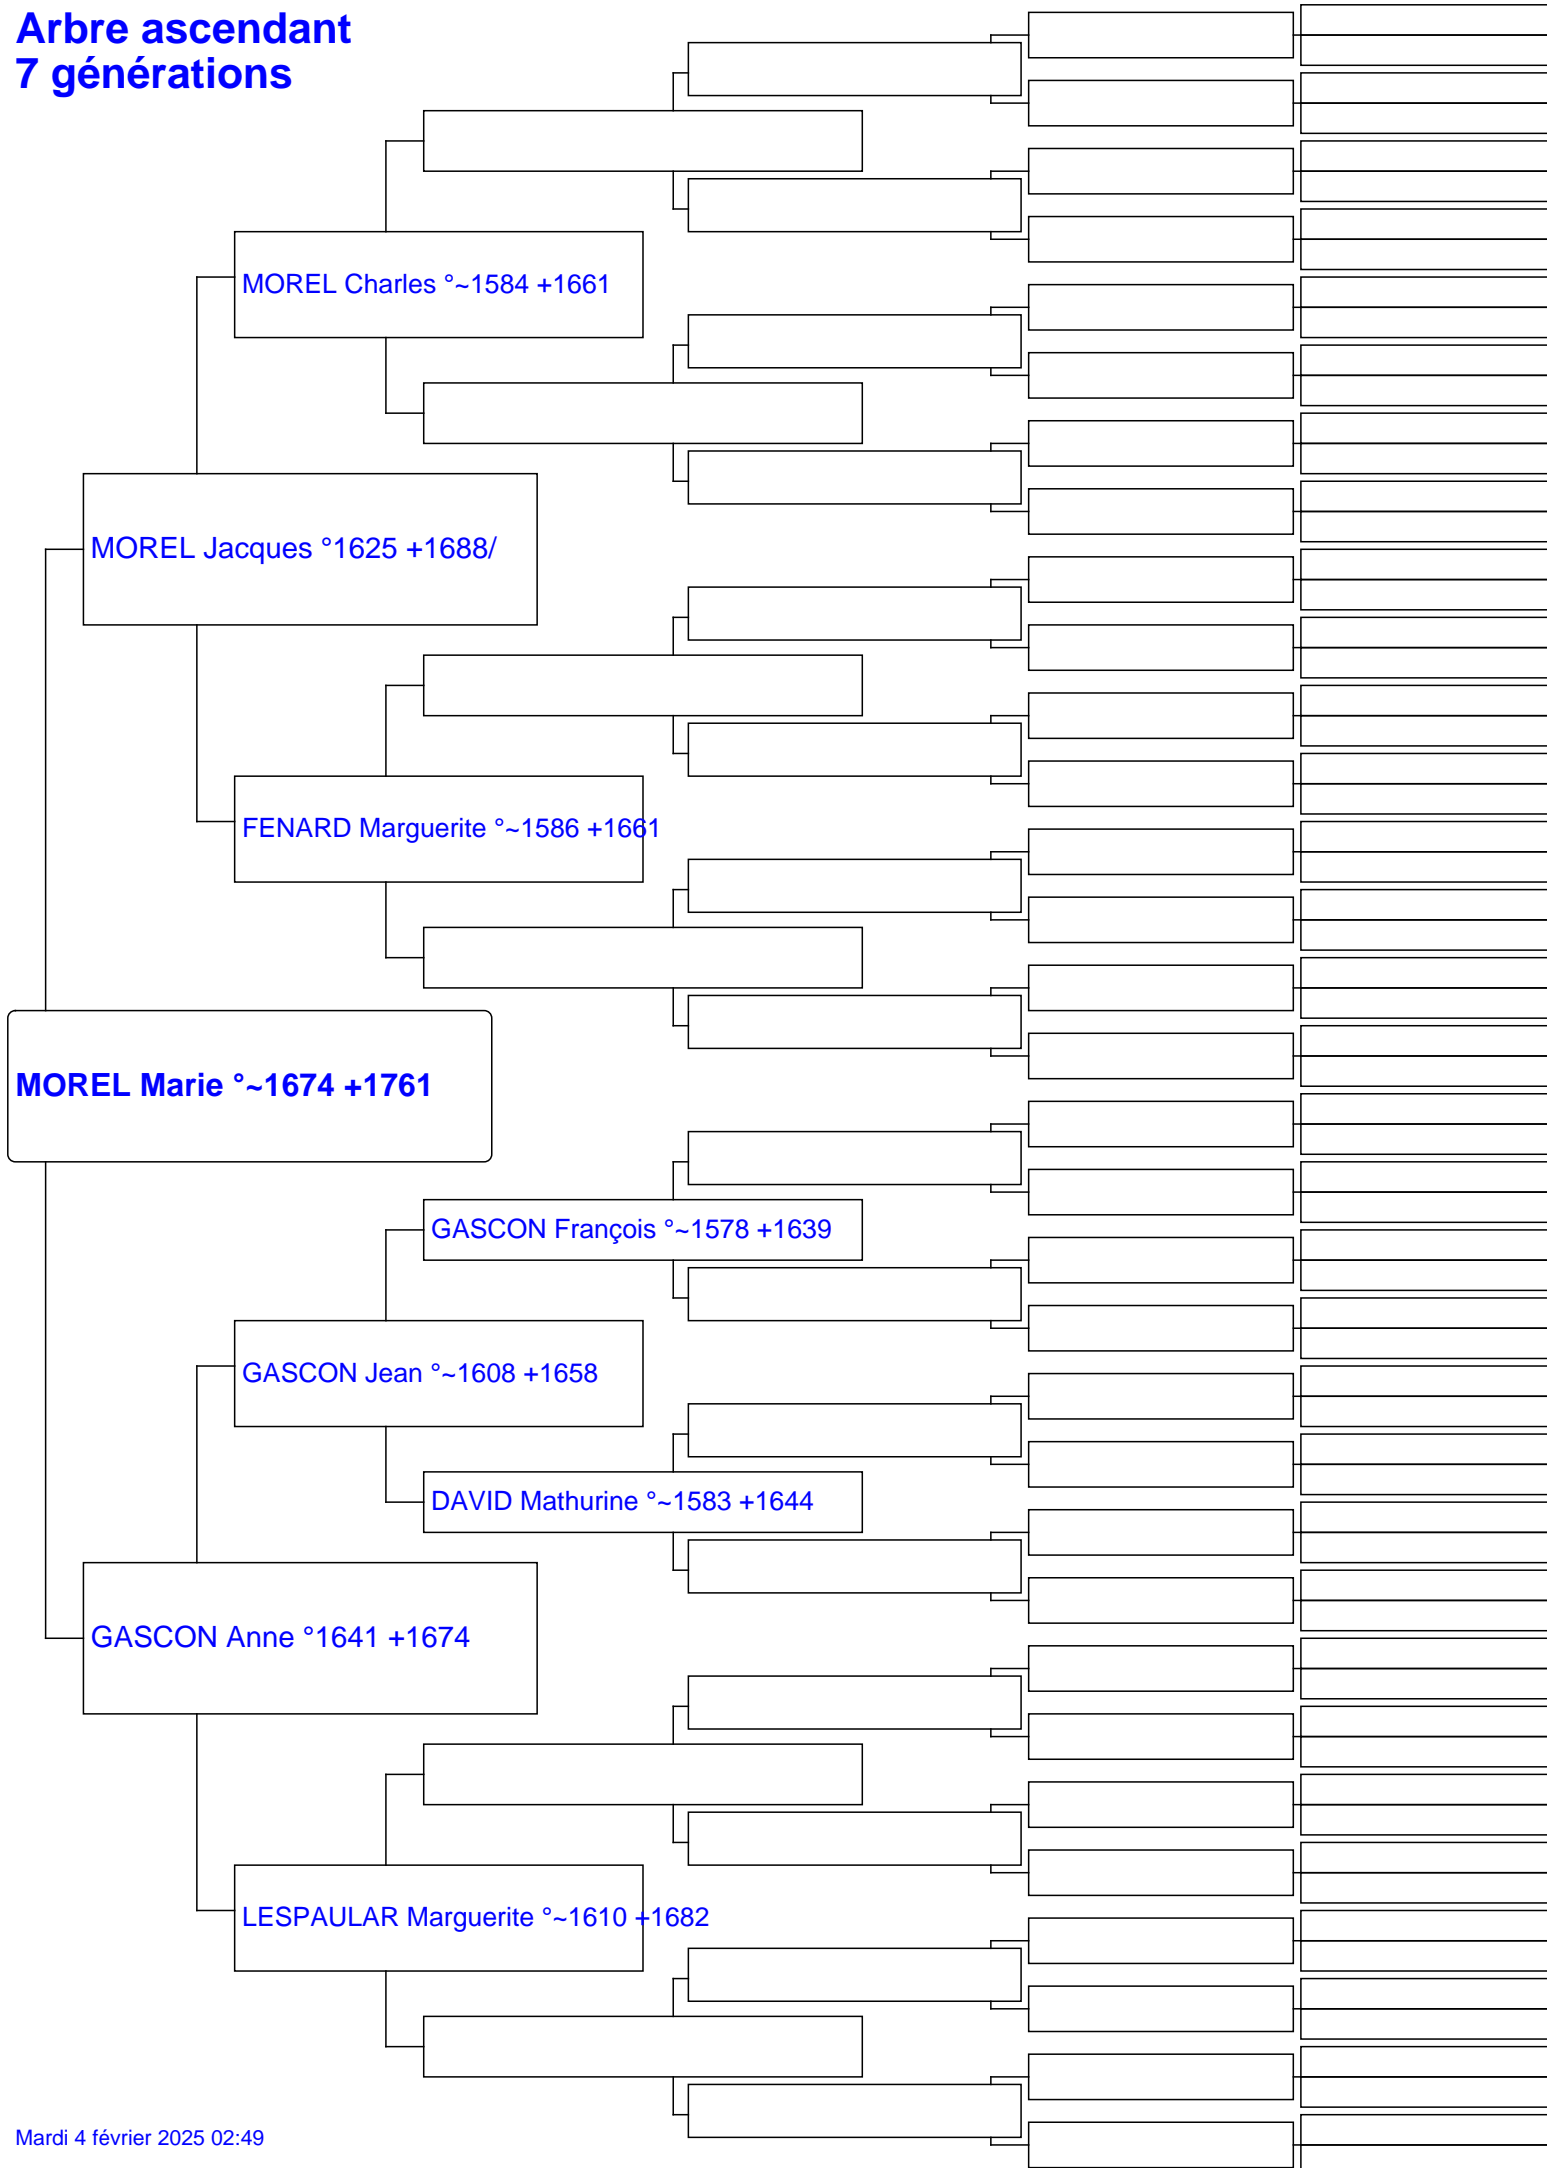 Arbre ascendant
7 générations
MOREL Charles °~1584 +1661
MOREL Jacques °1625 +1688/
FENARD Marguerite °~1586 +1661
MOREL Marie °~1674 +1761
GASCON François °~1578 +1639
GASCON Jean °~1608 +1658
DAVID Mathurine °~1583 +1644
GASCON Anne °1641 +1674
LESPAULAR Marguerite °~1610 +1682
Mardi 4 février 2025 02:49